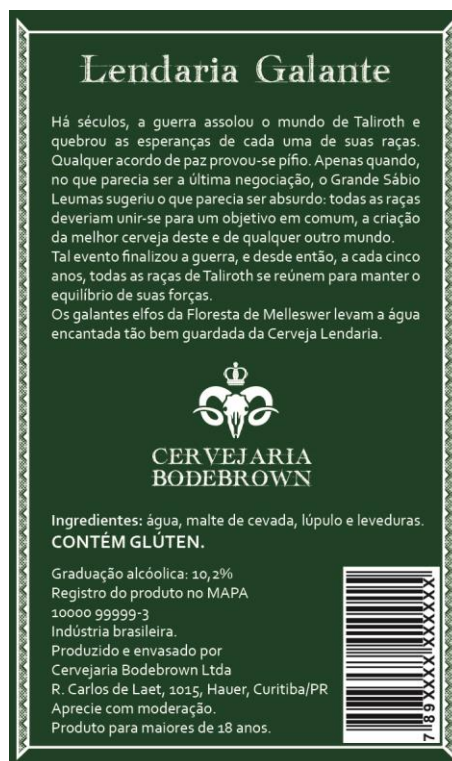 Lendaria Galante
Há séculos, a guerra assolou o mundo de Taliroth e
quebrou as esperanças de cada uma de suas raças.
Qualquer acordo de paz provou-se pífio. Apenas quando,
no que parecia ser a última negociação, o Grande Sábio
Leumas sugeriu o que parecia ser absurdo: todas as raças
deveriam unir-se para um objetivo em comum, a criação
da melhor cerveja deste e de qualquer outro mundo.
Tal evento finalizou a guerra, e desde então, a cada cinco
anos, todas as raças de Taliroth se reúnem para manter o
equilíbrio de suas forças.
Os galantes elfos da Floresta de Melleswer levam a água
encantada tão bem guardada da Cerveja Lendaria.
CERVEJARIA
BODEBROWN
Ingredientes: água, malte de cevada, lúpulo e leveduras.
CONTÉM GLÚTEN.
Graduação alcóolica: 10,2%
Registro do produto no MAPA
10000 99999-3
Indústria brasileira.
Produzido e envasado por
Cervejaria Bodebrown Ltda
R. Carlos de Laet, 1015, Hauer, Curitiba/PR
Aprecie com moderação.
Produto para maiores de 18 anos.
789XXXX XXXXXX